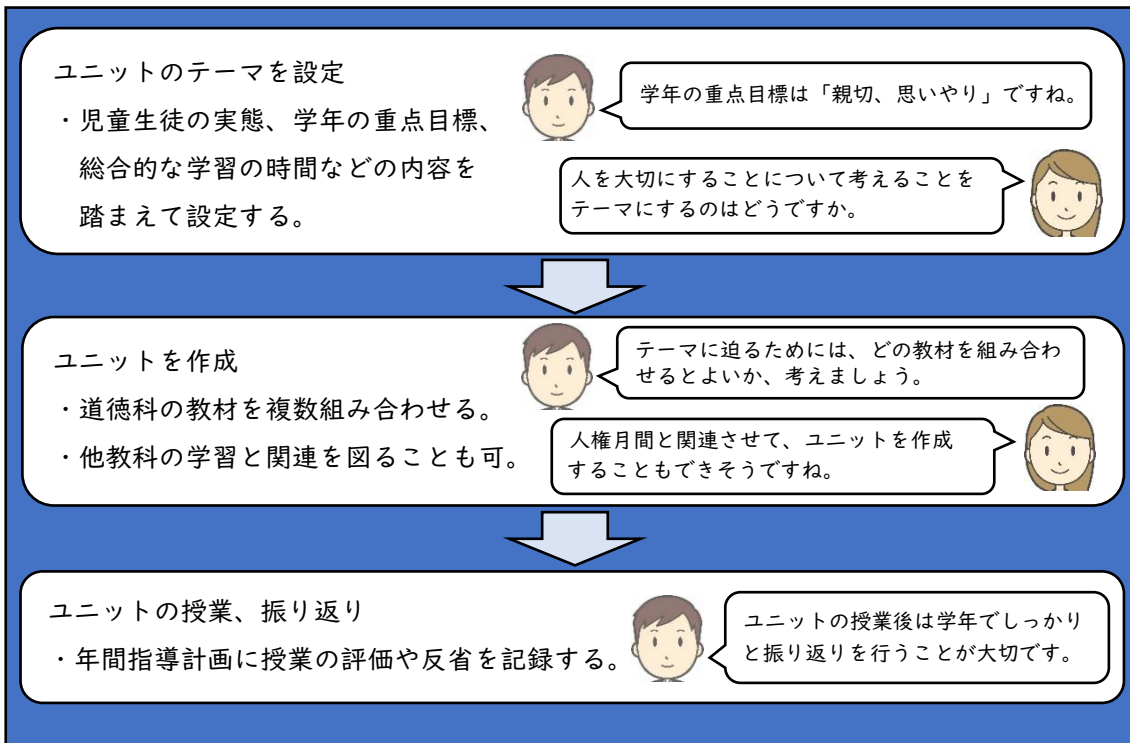 ユニットのテーマを設定
・児童生徒の実態、学年の重点目標、
総合的な学習の時間などの内容を
踏まえて設定する。
学年の重点目標は「親切、思いやり」ですね。
人を大切にすることについて考えることを
テーマにするのはどうですか。
ユニットを作成
・道徳科の教材を複数組み合わせる。
・他教科の学習と関連を図ることも可。
テーマに迫るためには、どの教材を組み合わ
せるとよいか、考えましょう。
人権月間と関連させて、ユニットを作成
することもできそうですね。
ユニットの授業、振り返り
・年間指導計画に授業の評価や反省を記録する。
ユニットの授業後は学年でしっかり
と振り返りを行うことが大切です。